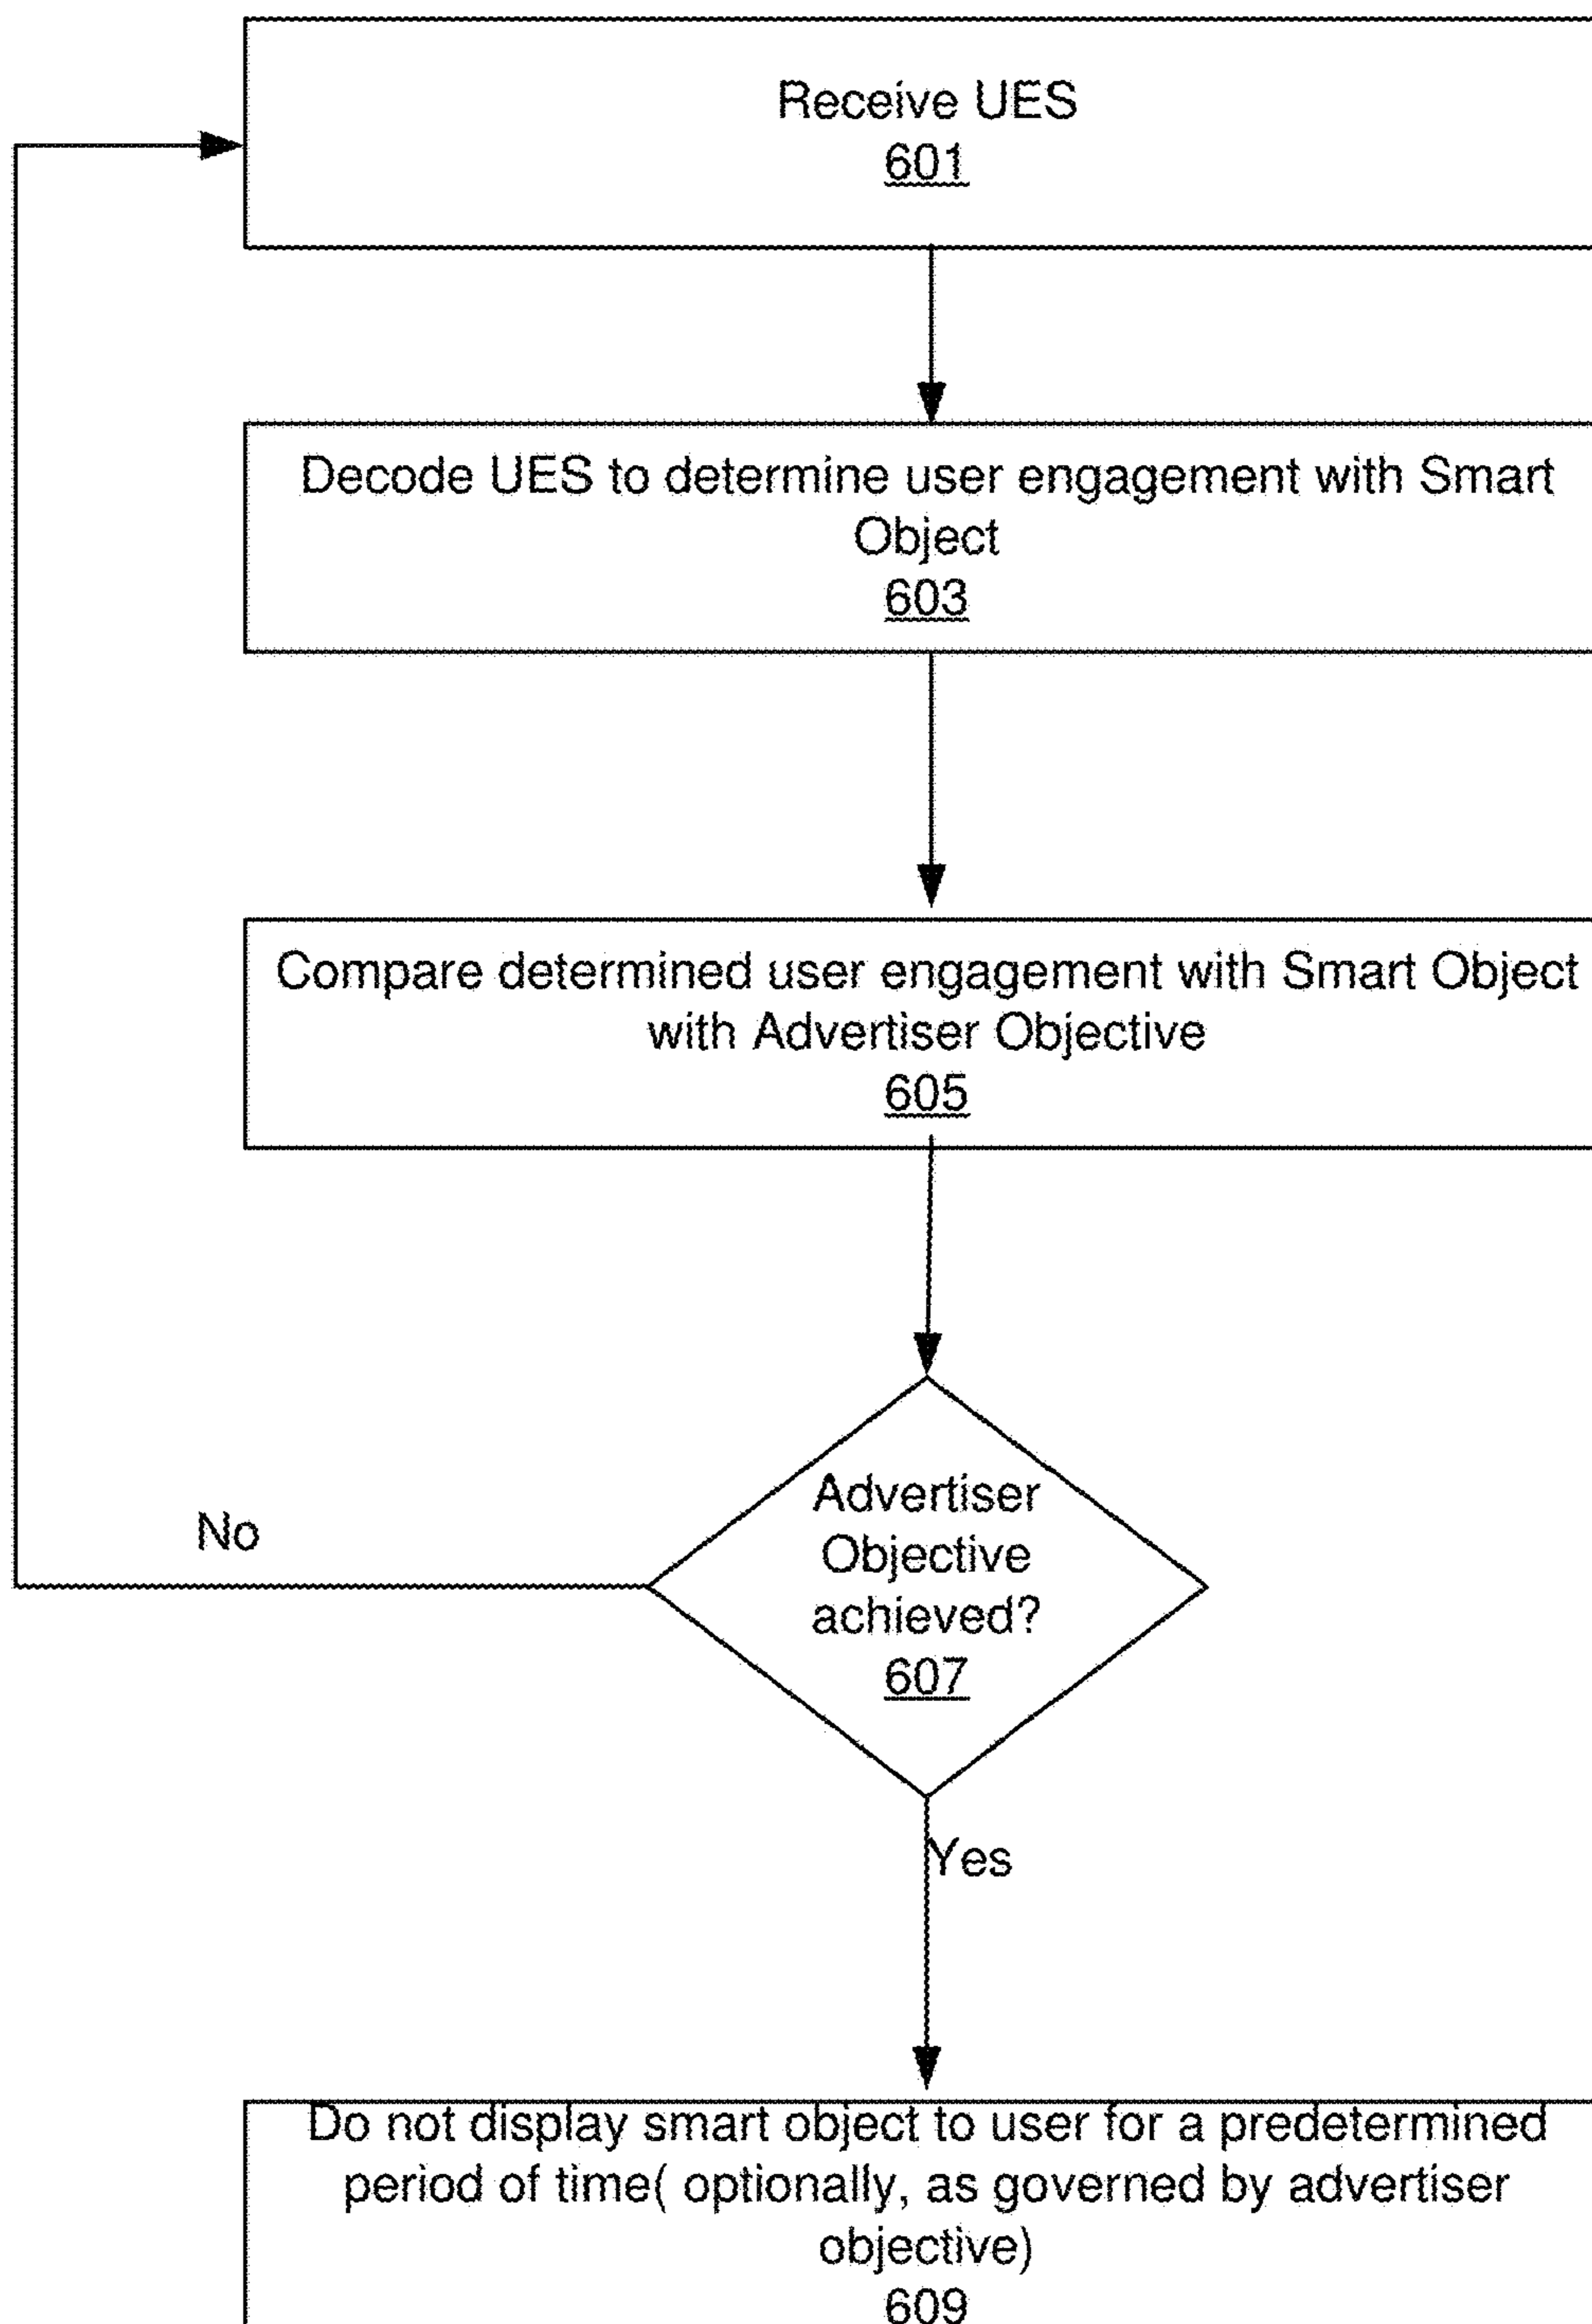 Receive UES
601
Decode UES to determine user engagement with Smart
Object
603
Compare determined user engagement with Smart Object
with Advertiser Objective
605
Advertiser
Objective
achieved?
607
No
Yes
Do not display smart object to user for a predetermined
period of time( optionally, as governed by advertiser
objective)
609